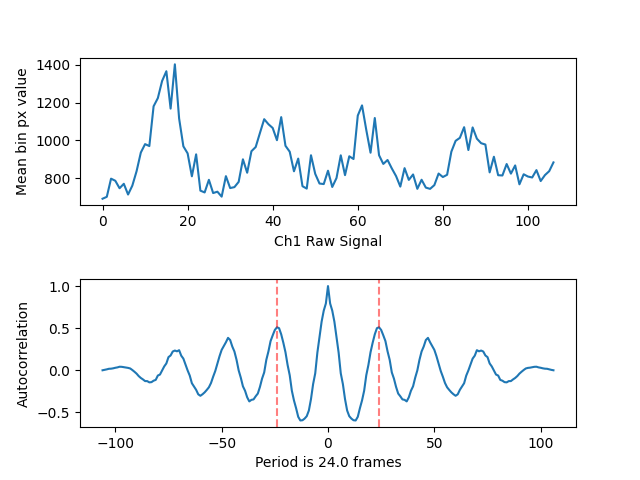 Mean bin px value
1400
1200
1000
800
0 20 40 60 80 100
Ch1 Raw Signal
Autocorrelation
1.0
0.5
0.0
−0.5
−100 −50 0 50 100
Period is 24.0 frames